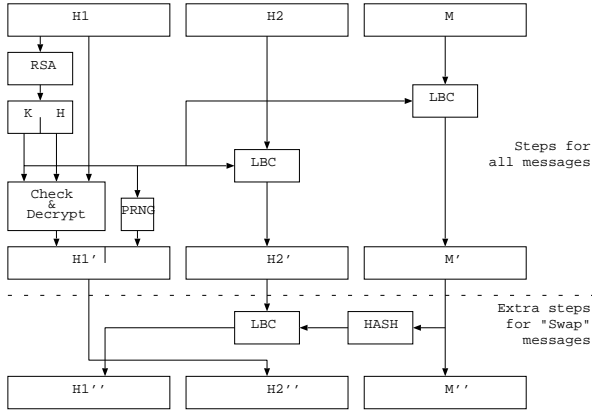 H1
H2
M
RSA
LBC
K H
Steps for
all messages
LBC
Check
&
Decrypt
PRNG
H1'
H2'
M'
Extra steps
for "Swap"
messages
LBC
HASH
H1''
H2''
M''